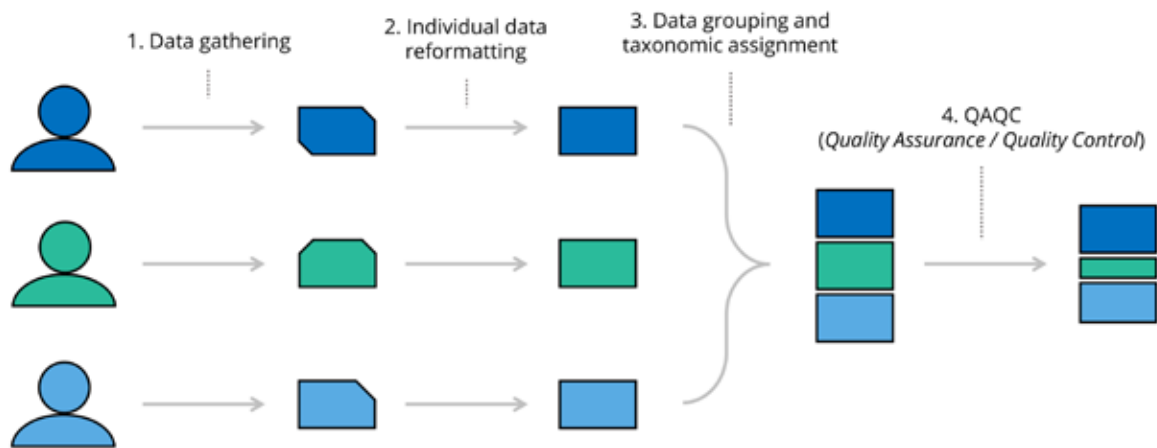 1. Data gathering
2. Individual data
reformatting
3. Data grouping and
taxonomic assignment
4. QAQC
(Quality Assurance / Quality Control)